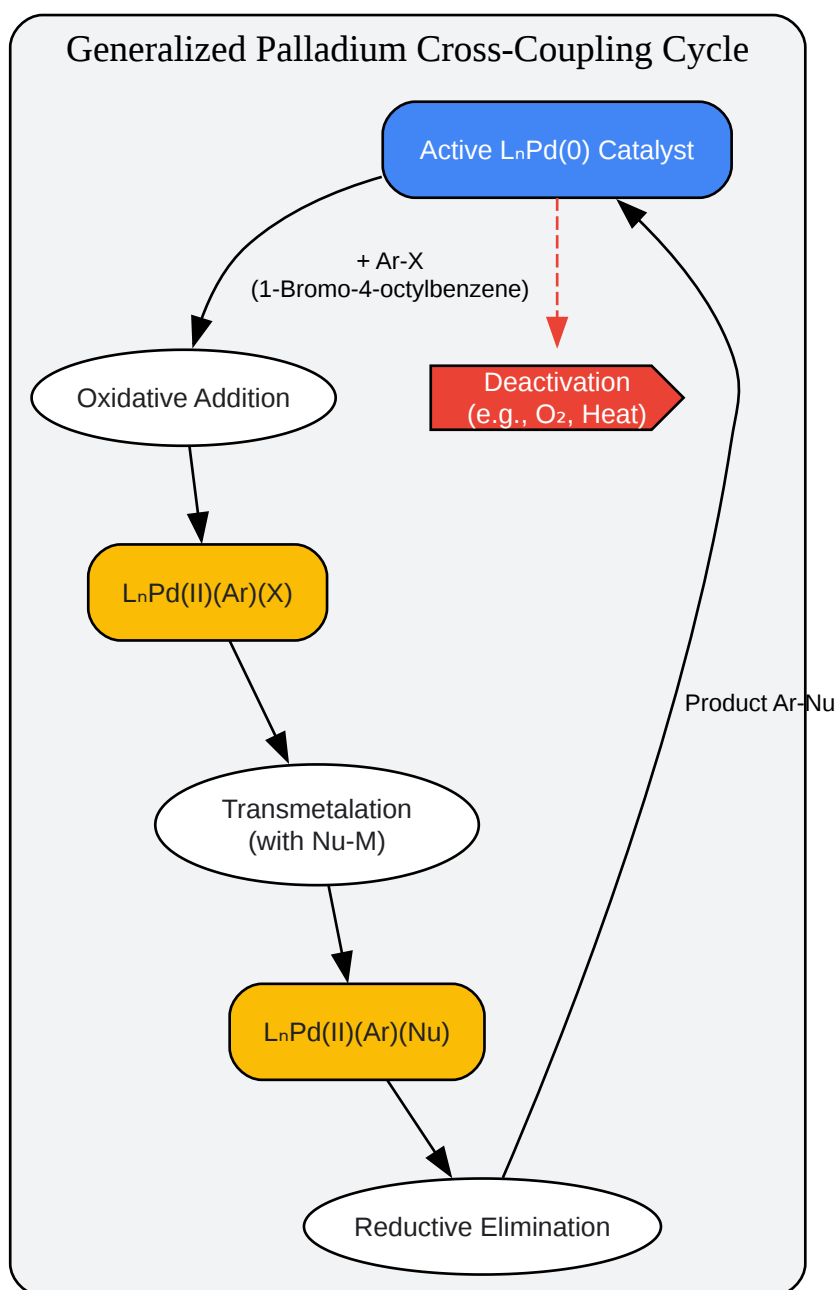 Generalized Palladium Cross-Coupling Cycle
Active LₙPd(0) Catalyst
+ Ar-X
(1-Bromo-4-octylbenzene)
Deactivation
(e.g., O₂, Heat)
Oxidative Addition
LₙPd(II)(Ar)(X)
Product Ar-Nu
Transmetalation
(with Nu-M)
LₙPd(II)(Ar)(Nu)
Reductive Elimination